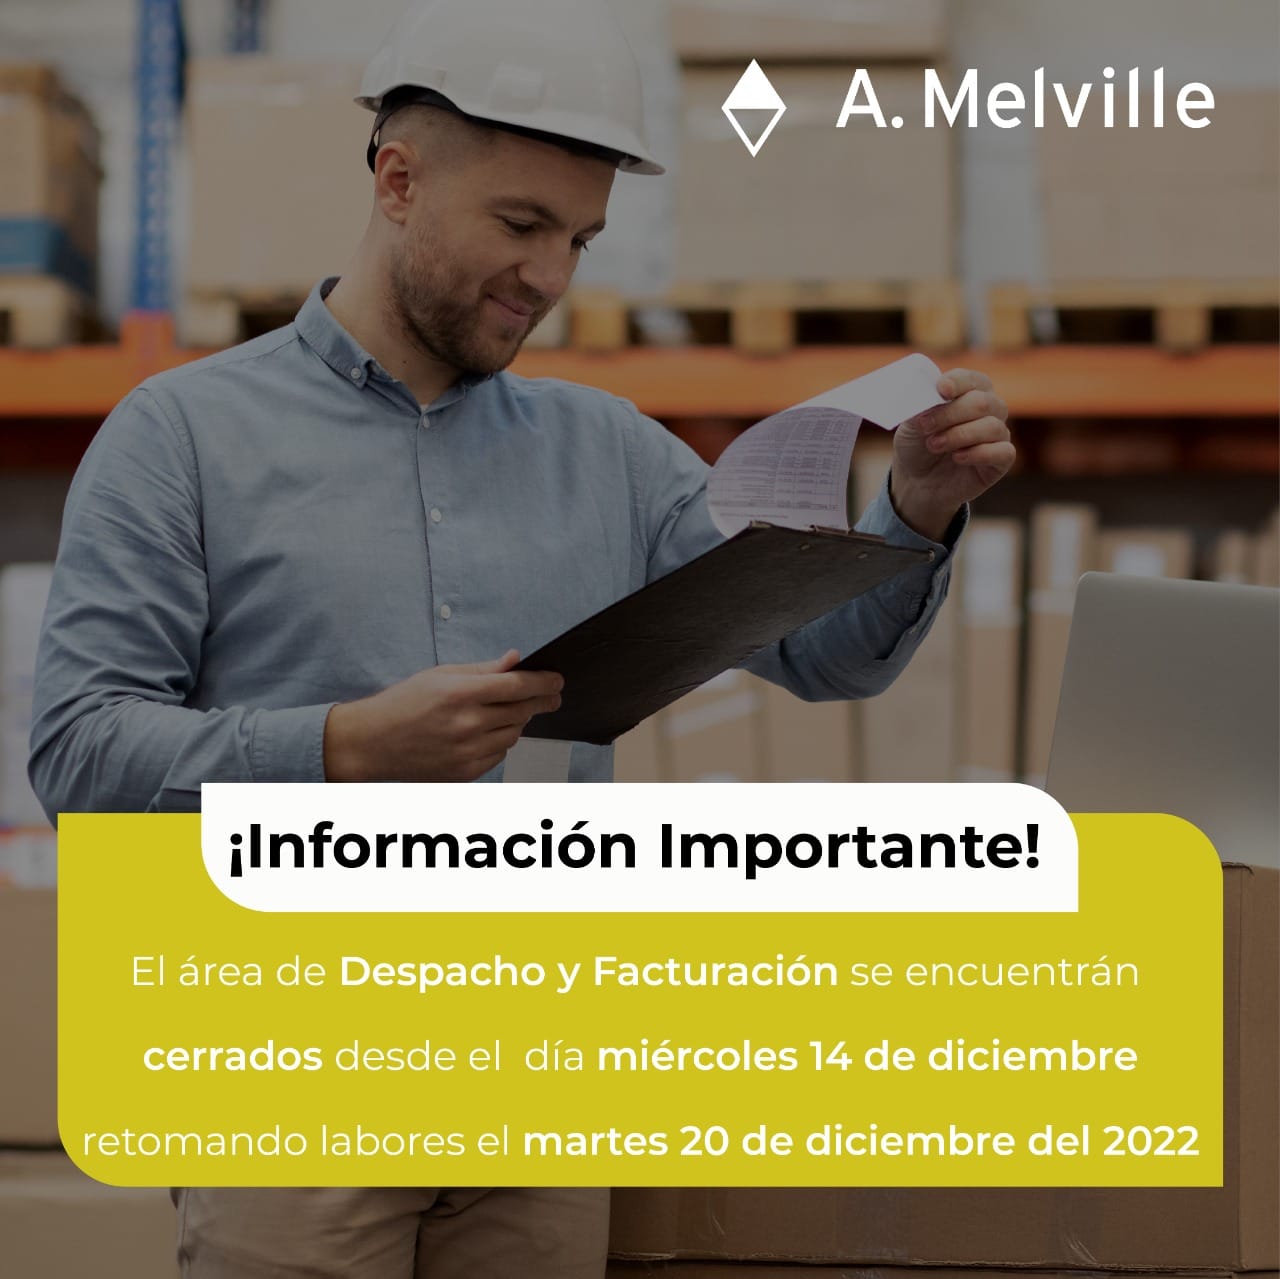 A. Melville
¡Información Importante!
El área de Despacho y Facturación se encuentrán
cerrados desde el  día miércoles 14 de diciembre
retomando labores el martes 20 de diciembre del 2022